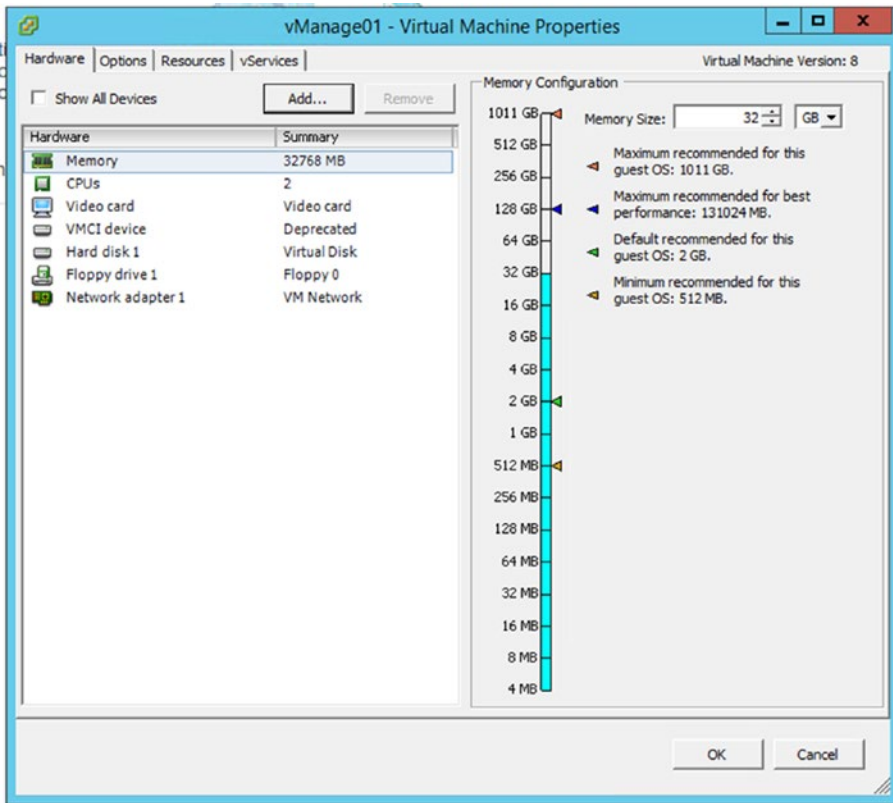 vManage01 - Virtual Machine Properties
Hardware Options Resources vServices
Virtual Machine Version: 8
Show All Devices
Add...
Remove
Hardware Summary
Memory 32768 MB
CPUs 2
Video card Video card
VMCI device Deprecated
Hard disk 1 Virtual Disk
Floppy drive 1 Floppy 0
Network adapter 1 VM Network
Memory Configuration
1011 GB
512 GB
256 GB
128 GB
64 GB
32 GB
16 GB
8 GB
4 GB
2 GB
1 GB
512 MB
256 MB
128 MB
64 MB
32 MB
16 MB
8 MB
4 MB
Memory Size: 32 GB
Maximum recommended for this
guest OS: 1011 GB.
Maximum recommended for best
performance: 131024 MB.
Default recommended for this
guest OS: 2 GB.
Minimum recommended for this
guest OS: 512 MB.
OK
Cancel